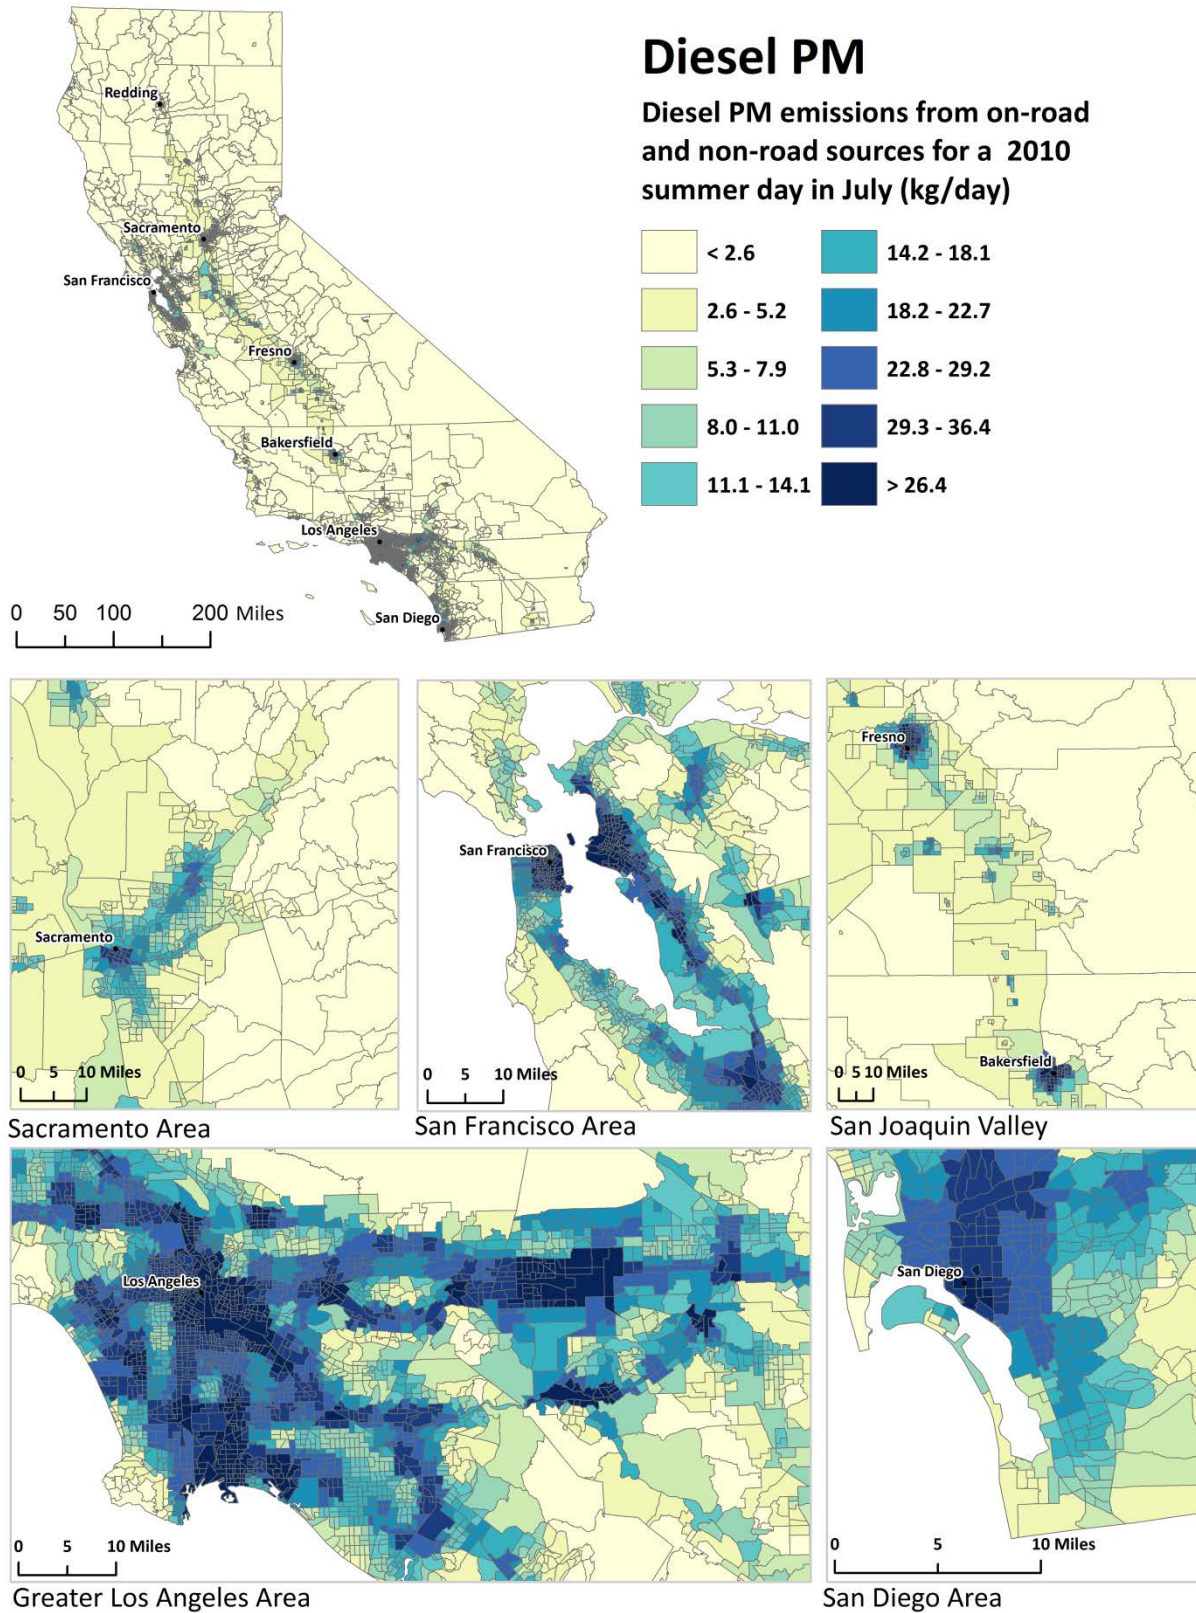 Diesel PM
Diesel PM emissions from on-road
and non-road sources for a 2010
summer day in July (kg/day)
< 2.6
14.2 - 18.1
2.6 - 5.2
18.2 - 22.7
5.3 - 7.9
22.8 - 29.2
8.0 - 11.0
29.3 - 36.4
11.1 - 14.1
> 26.4
Redding
Sacramento
San Francisco
Fresno
Bakersfield
Los Angeles
San Diego
0 50 100 200 Miles
Sacramento
0 5 10 Miles
Sacramento Area
San Francisco
0 5 10 Miles
San Francisco Area
Fresno
Bakersfield
0 5 10 Miles
San Joaquin Valley
Los Angeles
0 5 10 Miles
Greater Los Angeles Area
San Diego
0 5 10 Miles
San Diego Area